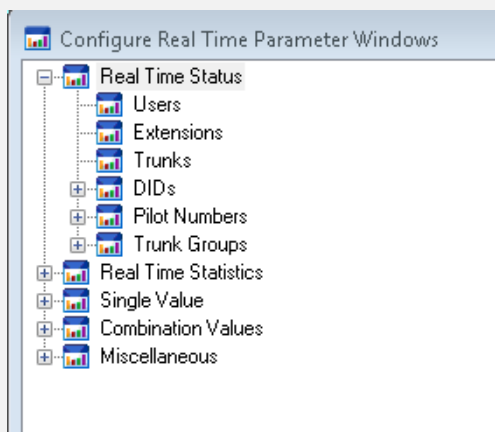 Configure Real Time Parameter Windows
Real Time Status
Users
Extensions
Trunks
DIDs
Pilot Numbers
Trunk Groups
Real Time Statistics
Single Value
Combination Values
Miscellaneous